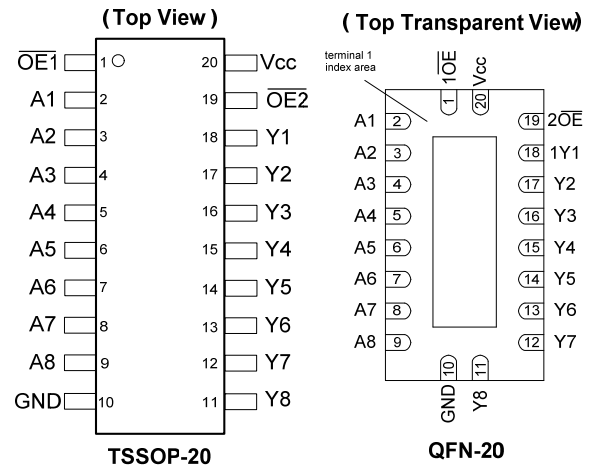 (Top View)
O̅E̅1̅ 1 20 Vcc
A1 2 19 O̅E̅2̅
A2 3 18 Y1
A3 4 17 Y2
A4 5 16 Y3
A5 6 15 Y4
A6 7 14 Y5
A7 8 13 Y6
A8 9 12 Y7
GND 10 11 Y8
TSSOP-20
(Top Transparent View)
terminal 1
index area
1O̅E̅ Vcc
1 20
A1 2 19 2O̅E̅
A2 3 18 1Y1
A3 4 17 Y2
A4 5 16 Y3
A5 6 15 Y4
A6 7 14 Y5
A7 8 13 Y6
A8 9 12 Y7
10 11
GND Y8
QFN-20